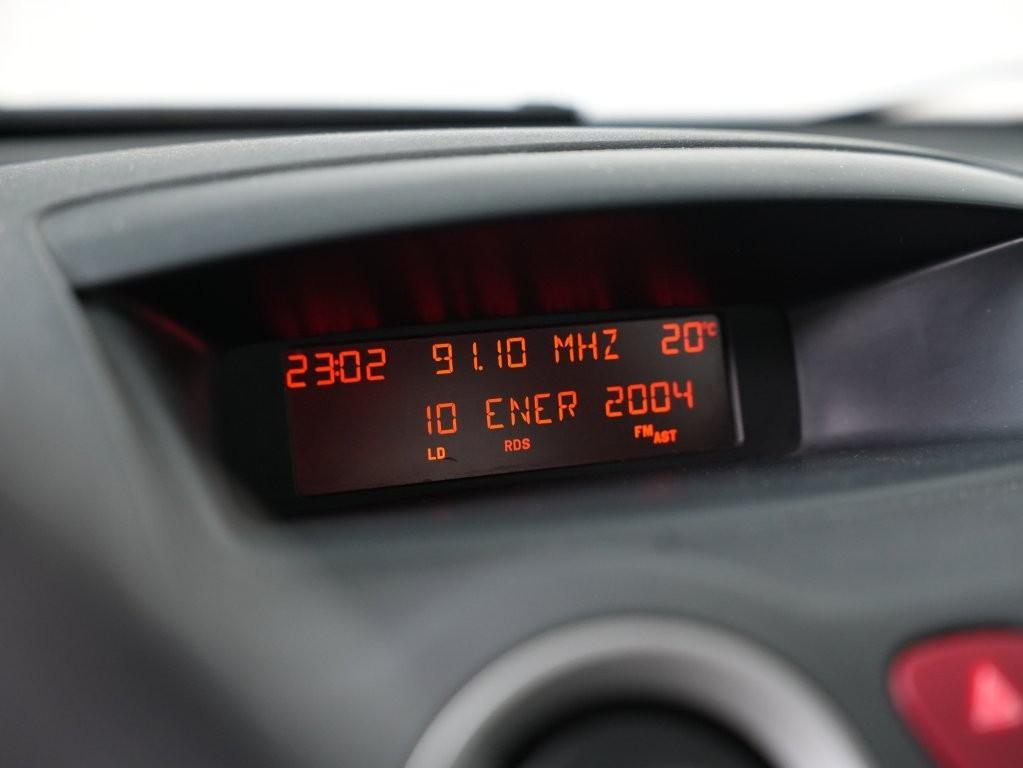 23:02 91.10 MHZ 20°C
10 ENER 2004
LD RDS FM AST